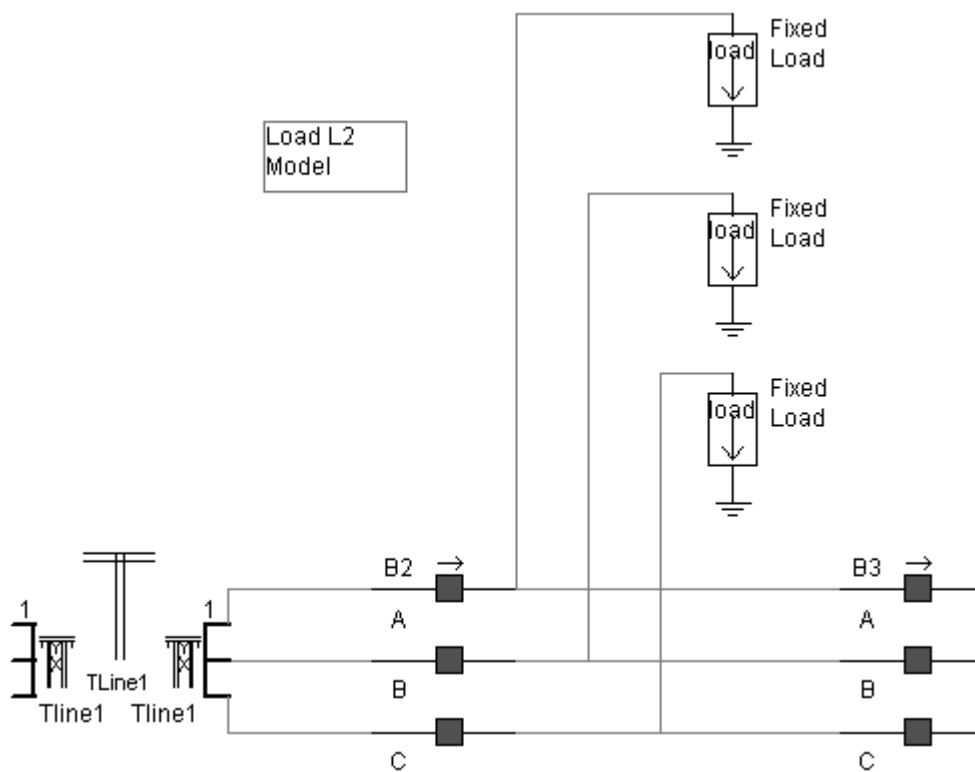 Fixed
Load
load
Load L2
Model
Fixed
Load
load
Fixed
Load
load
B2
B3
1
1
A
A
TLine1
Tline1
Tline1
B
B
C
C